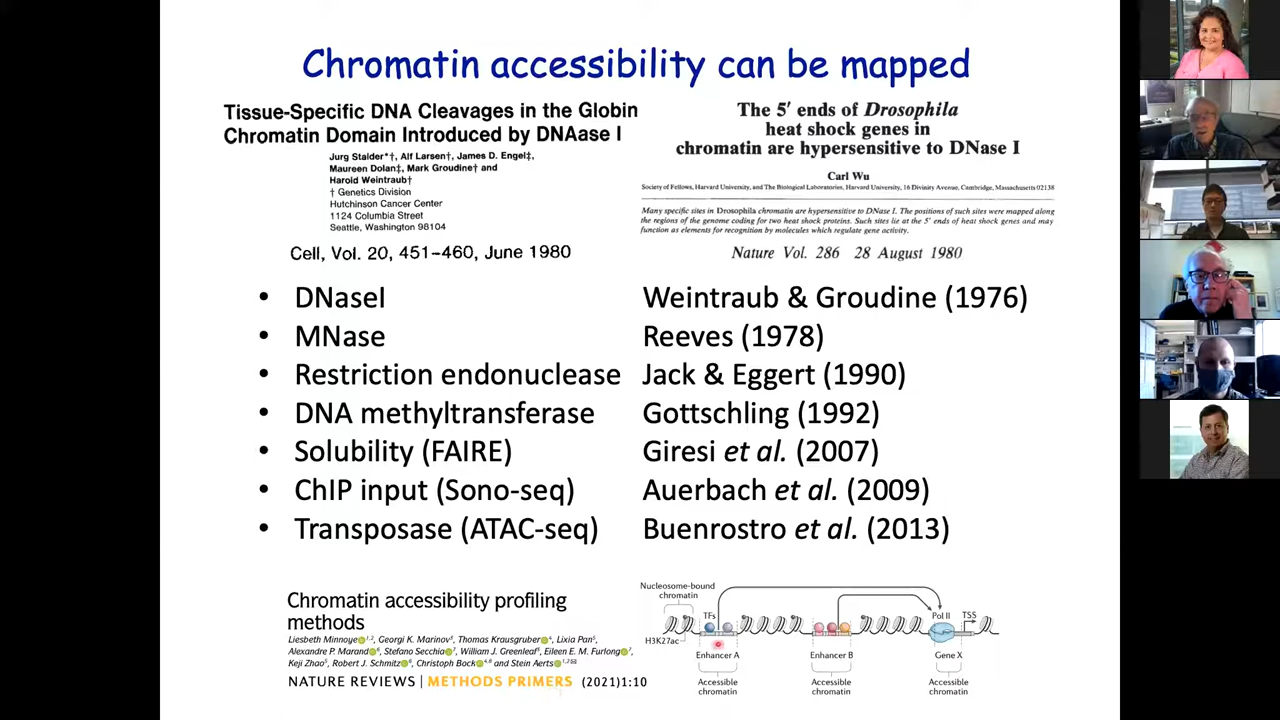 Chromatin accessibility can be mapped
Tissue-Specific DNA Cleavages in the Globin
Chromatin Domain Introduced by DNAase I
Jurg Stalder*†, Alf Larsen†, James D. Engel‡,
Maureen Dolan‡, Mark Groudine† and
Harold Weintraub†
† Genetics Division
Hutchinson Cancer Center
1124 Columbia Street
Seattle, Washington 98104
Cell, Vol. 20, 451–460, June 1980
The 5′ ends of Drosophila
heat shock genes in
chromatin are hypersensitive to DNase I
Carl Wu
Society of Fellows, Harvard University, and The Biological Laboratories, Harvard University, 16 Divinity Avenue, Cambridge, Massachusetts 02138
Many specific sites in Drosophila chromatin are hypersensitive to DNase I. The positions of such sites were mapped along
the regions of the genome coding for two heat shock proteins. Such sites lie at the 5′ ends of heat shock genes and may
function as elements for recognition by molecules which regulate gene activity.
Nature Vol. 286 28 August 1980
• DNaseI Weintraub & Groudine (1976)
• MNase Reeves (1978)
• Restriction endonuclease Jack & Eggert (1990)
• DNA methyltransferase Gottschling (1992)
• Solubility (FAIRE) Giresi et al. (2007)
• ChIP input (Sono-seq) Auerbach et al. (2009)
• Transposase (ATAC-seq) Buenrostro et al. (2013)
Chromatin accessibility profiling
methods
Liesbeth Minnoye 1,2, Georgi K. Marinov3, Thomas Krausgruber 4, Lixia Pan5,
Alexandre P. Marand 6, Stefano Secchia 7, William J. Greenleaf3, Eileen E. M. Furlong 7,
Keji Zhao5, Robert J. Schmitz 6, Christoph Bock 4,8 and Stein Aerts 1,2
NATURE REVIEWS | METHODS PRIMERS (2021)1:10
Nucleosome-bound
chromatin
TFs
Pol II
TSS
H3K27ac
Enhancer A
Enhancer B
Gene X
Accessible
chromatin
Accessible
chromatin
Accessible
chromatin